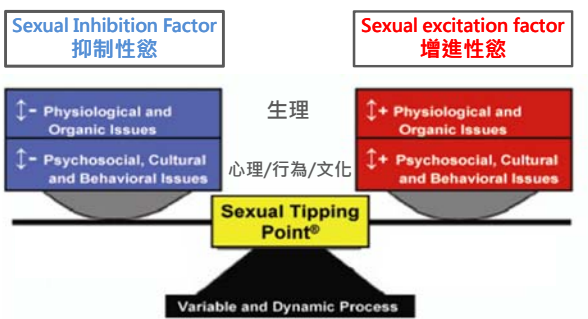 Sexual Inhibition Factor
抑制性慾
Sexual excitation factor
增進性慾
↕- Physiological and
Organic Issues
↕- Psychosocial, Cultural
and Behavioral Issues
生理
心理/行為/文化
↕+ Physiological and
Organic Issues
↕+ Psychosocial, Cultural
and Behavioral Issues
Sexual Tipping
Point®
Variable and Dynamic Process